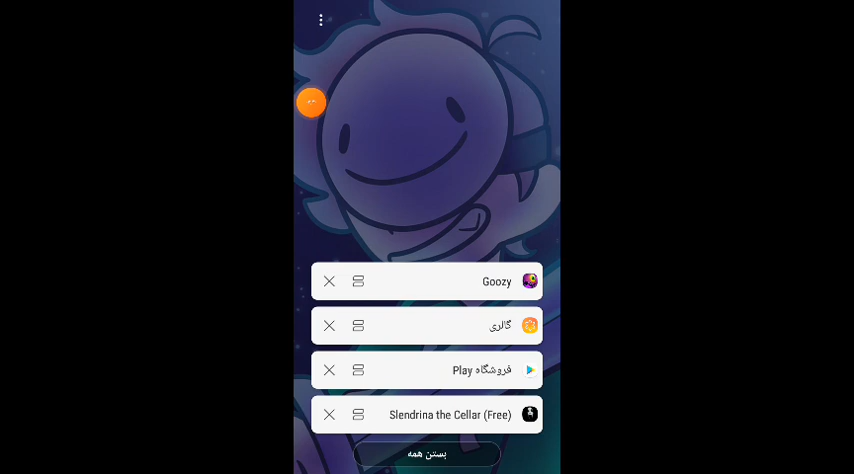 Goozy
گالری
فروشگاه Play
Slendrina the Cellar (Free)
بستن همه